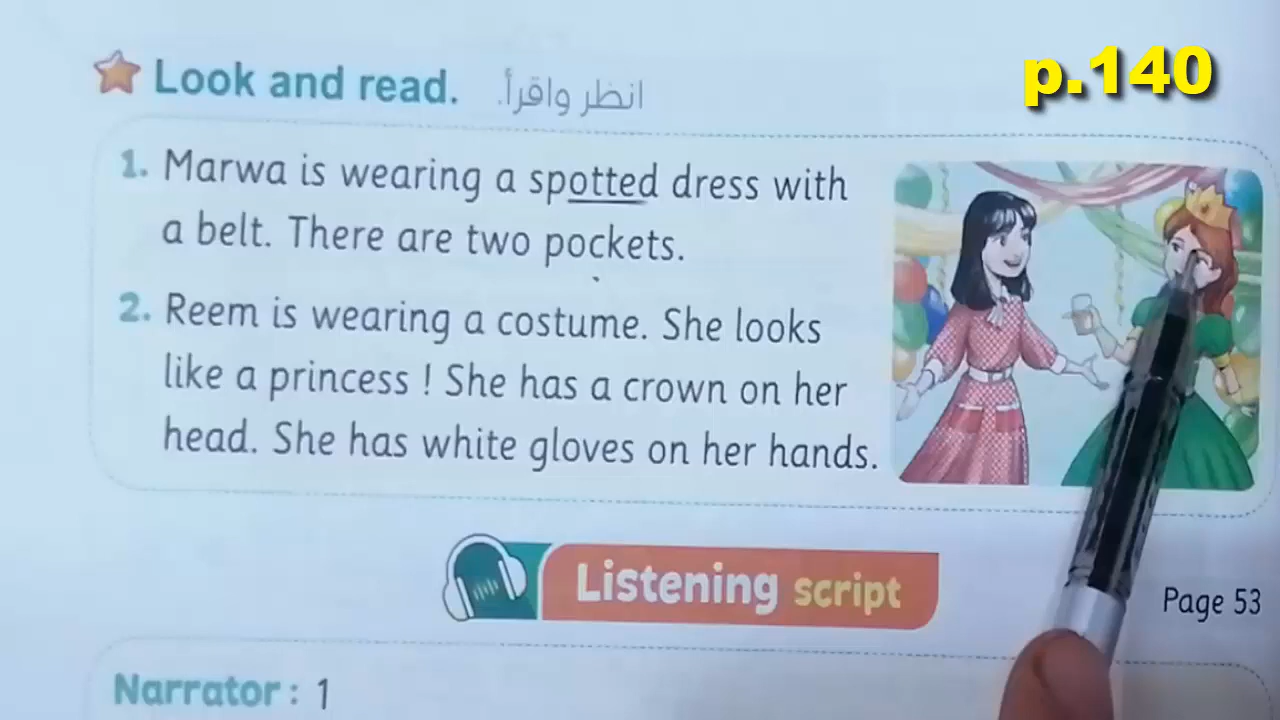 p.140
Look and read. انظر واقرأ.
1. Marwa is wearing a spotted dress with
a belt. There are two pockets.
2. Reem is wearing a costume. She looks
like a princess ! She has a crown on her
head. She has white gloves on her hands.
Listening script
Page 53
Narrator : 1